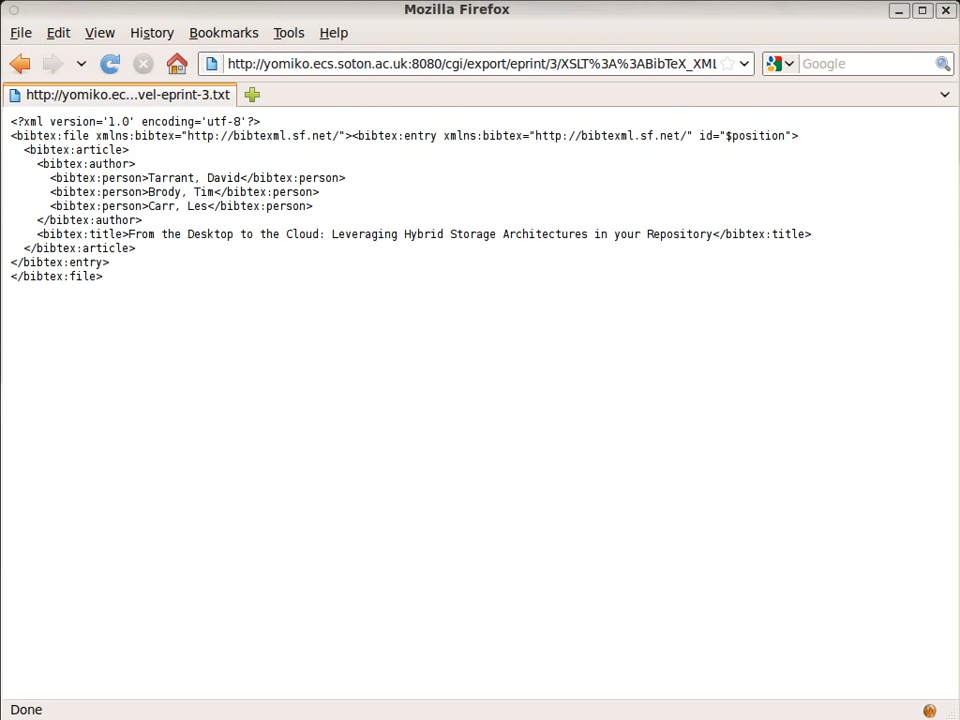 Mozilla Firefox
File Edit View History Bookmarks Tools Help
http://yomiko.ecs.soton.ac.uk:8080/cgi/export/eprint/3/XSLT%3A%3ABibTeX_XML
Google
http://yomiko.ec...vel-eprint-3.txt
<?xml version='1.0' encoding='utf-8'?>
<bibtex:file xmlns:bibtex="http://bibtexml.sf.net/"><bibtex:entry xmlns:bibtex="http://bibtexml.sf.net/" id="$position">
  <bibtex:article>
    <bibtex:author>
      <bibtex:person>Tarrant, David</bibtex:person>
      <bibtex:person>Brody, Tim</bibtex:person>
      <bibtex:person>Carr, Les</bibtex:person>
    </bibtex:author>
    <bibtex:title>From the Desktop to the Cloud: Leveraging Hybrid Storage Architectures in your Repository</bibtex:title>
  </bibtex:article>
</bibtex:entry>
</bibtex:file>
Done